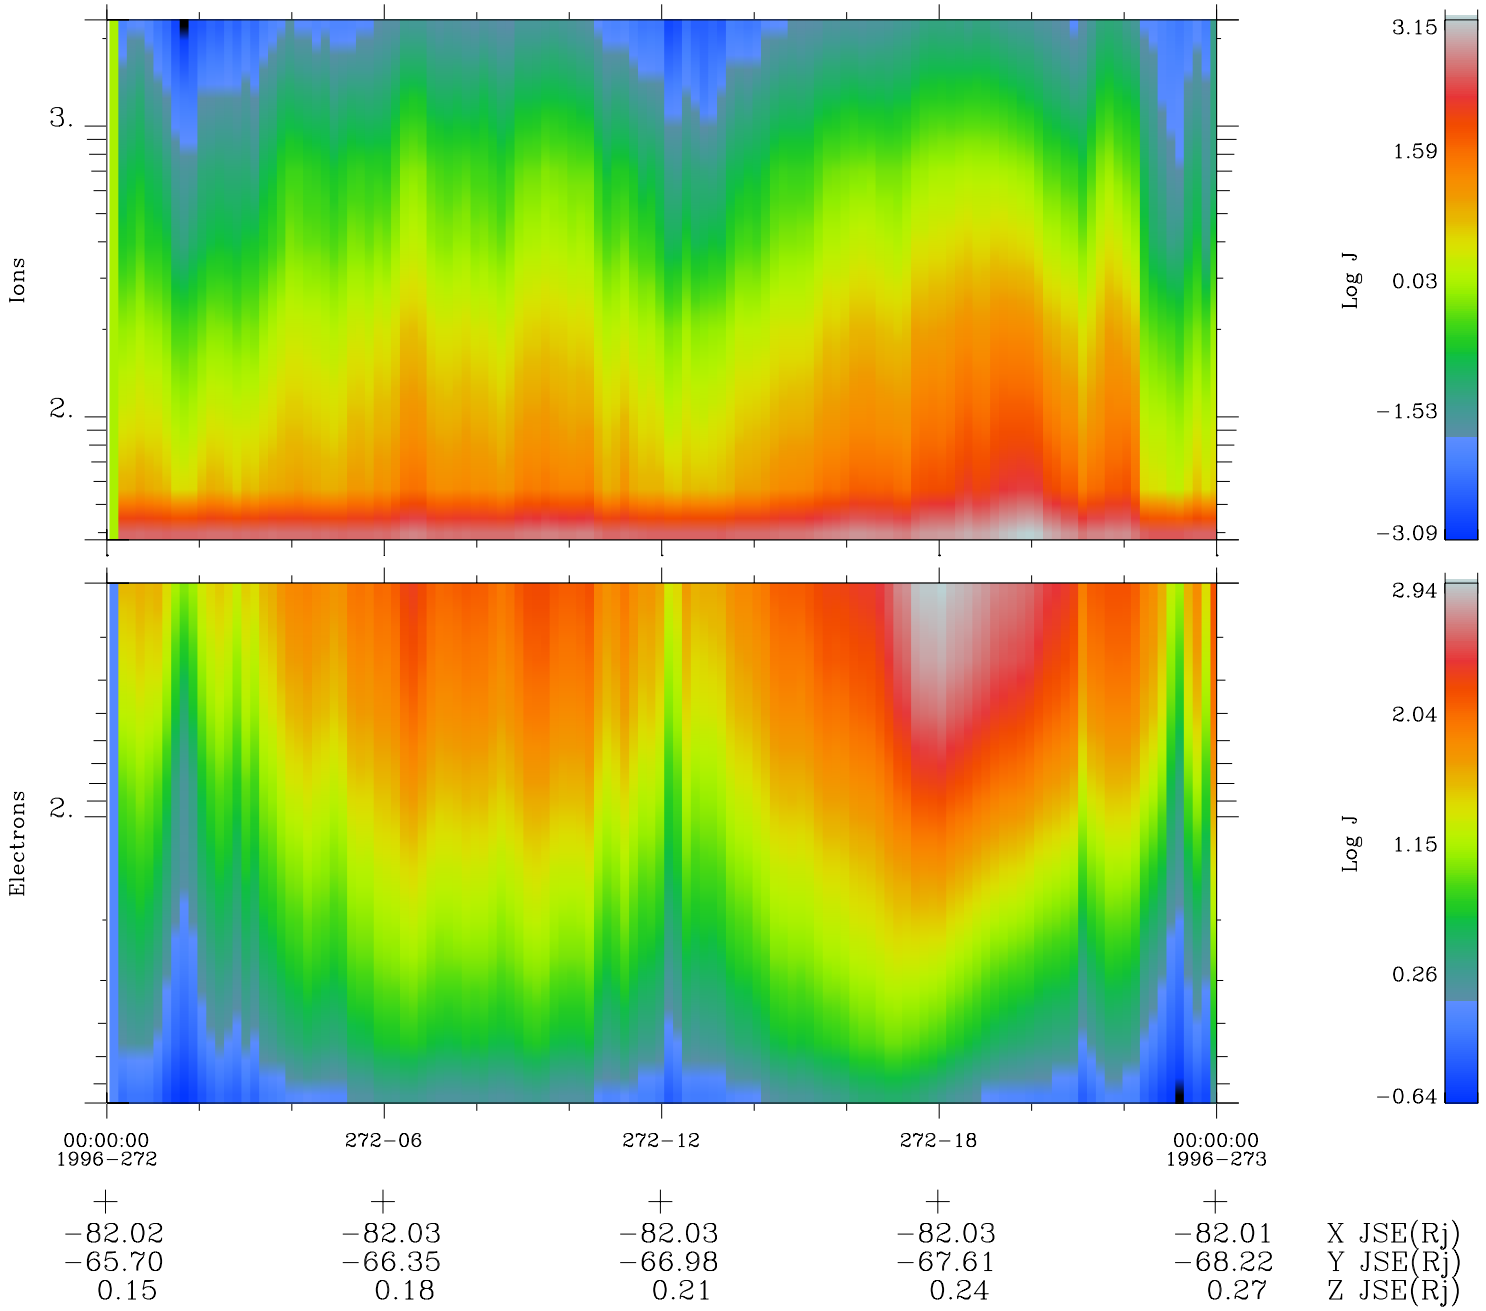 3.
2.
Ions
3.15
1.59
0.03
−1.53
−3.09
Log J
2.
Electrons
2.94
2.04
1.15
0.26
−0.64
Log J
00:00:00 272−06 272−12 272−18 00:00:00
1996−272 1996−273
−82.02 −82.03 −82.03 −82.03 −82.01 X JSE(Rj)
−65.70 −66.35 −66.98 −67.61 −68.22 Y JSE(Rj)
0.15 0.18 0.21 0.24 0.27 Z JSE(Rj)